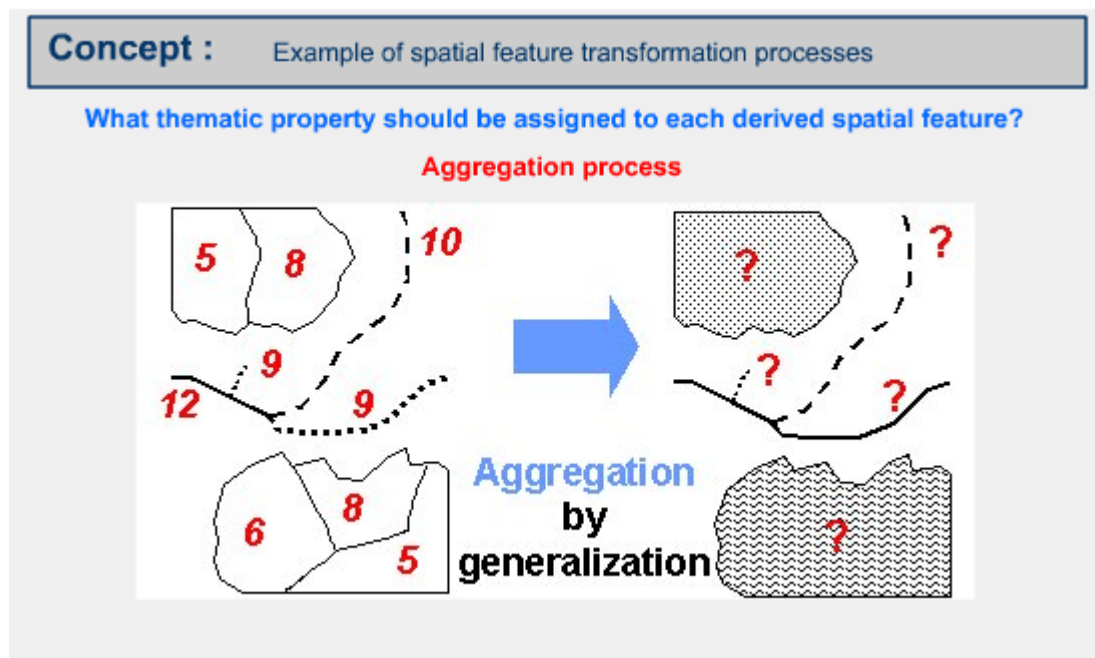 Concept : Example of spatial feature transformation processes
What thematic property should be assigned to each derived spatial feature?
Aggregation process
5 8 10 ? ?
9 ?
12 9 ?
Aggregation
by
generalization
6 8 5 ?